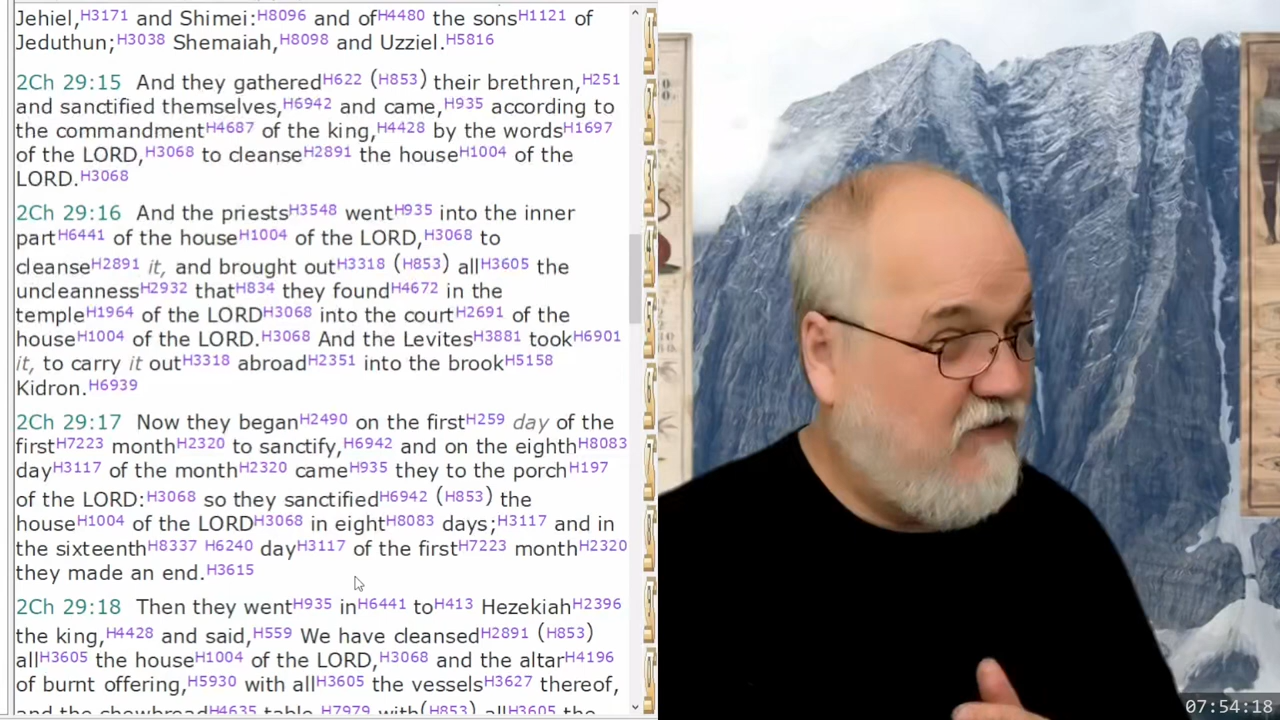 Jehiel,H3171 and Shimei:H8096 and ofH4480 the sonsH1121 of
Jeduthun;H3038 Shemaiah,H8098 and Uzziel.H5816
2Ch 29:15 And they gatheredH622 (H853) their brethren,H251
and sanctified themselves,H6942 and came,H935 according to
the commandmentH4687 of the king,H4428 by the wordsH1697
of the LORD,H3068 to cleanseH2891 the houseH1004 of the
LORD.H3068
2Ch 29:16 And the priestsH3548 wentH935 into the inner
partH6441 of the houseH1004 of the LORD,H3068 to
cleanseH2891 it, and brought outH3318 (H853) allH3605 the
uncleannessH2932 thatH834 they foundH4672 in the
templeH1964 of the LORDH3068 into the courtH2691 of the
houseH1004 of the LORD.H3068 And the LevitesH3881 tookH6901
it, to carry it outH3318 abroadH2351 into the brookH5158
Kidron.H6939
2Ch 29:17 Now they beganH2490 on the firstH259 day of the
firstH7223 monthH2320 to sanctify,H6942 and on the eighthH8083
dayH3117 of the monthH2320 cameH935 they to the porchH197
of the LORD:H3068 so they sanctifiedH6942 (H853) the
houseH1004 of the LORDH3068 in eightH8083 days;H3117 and in
the sixteenthH8337 H6240 dayH3117 of the firstH7223 monthH2320
they made an end.H3615
2Ch 29:18 Then they wentH935 inH6441 toH413 HezekiahH2396
the king,H4428 and said,H559 We have cleansedH2891 (H853)
allH3605 the houseH1004 of the LORD,H3068 and the altarH4196
of burnt offering,H5930 with allH3605 the vesselsH3627 thereof,
and the shewbreadH4635 table,H7979 with(H853) allH3605 the
07:54:18